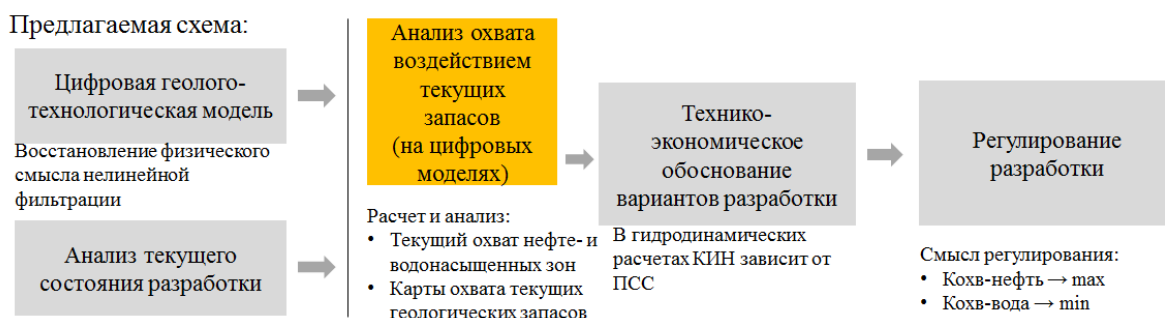 Предлагаемая схема:
Цифровая геолого-
технологическая модель
Восстановление физического
смысла нелинейной
фильтрации
Анализ текущего
состояния разработки
Анализ охвата
воздействием
текущих
запасов
(на цифровых
моделях)
Расчет и анализ:
• Текущий охват нефте- и
водонасыщенных зон
• Карты охвата текущих
геологических запасов
Технико-
экономическое
обоснование
вариантов разработки
В гидродинамических
расчетах КИН зависит от
ПСС
Регулирование
разработки
Смысл регулирования:
• Кохв-нефть → max
• Кохв-вода → min